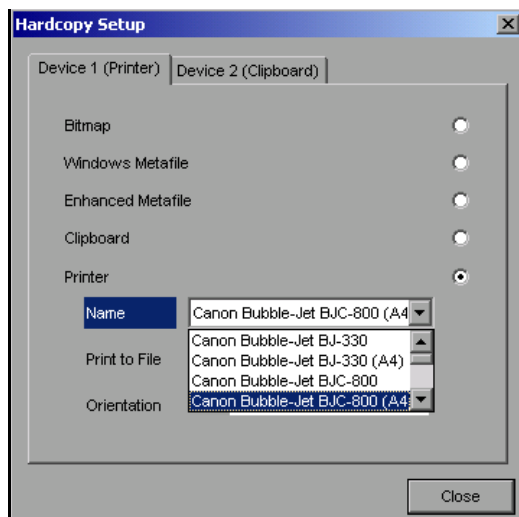 Hardcopy Setup
Device 1 (Printer) Device 2 (Clipboard)
Bitmap
Windows Metafile
Enhanced Metafile
Clipboard
Printer
Name Canon Bubble-Jet BJC-800 (A4
Canon Bubble-Jet BJ-330
Print to File Canon Bubble-Jet BJ-330 (A4)
Canon Bubble-Jet BJC-800
Orientation Canon Bubble-Jet BJC-800 (A4
Close